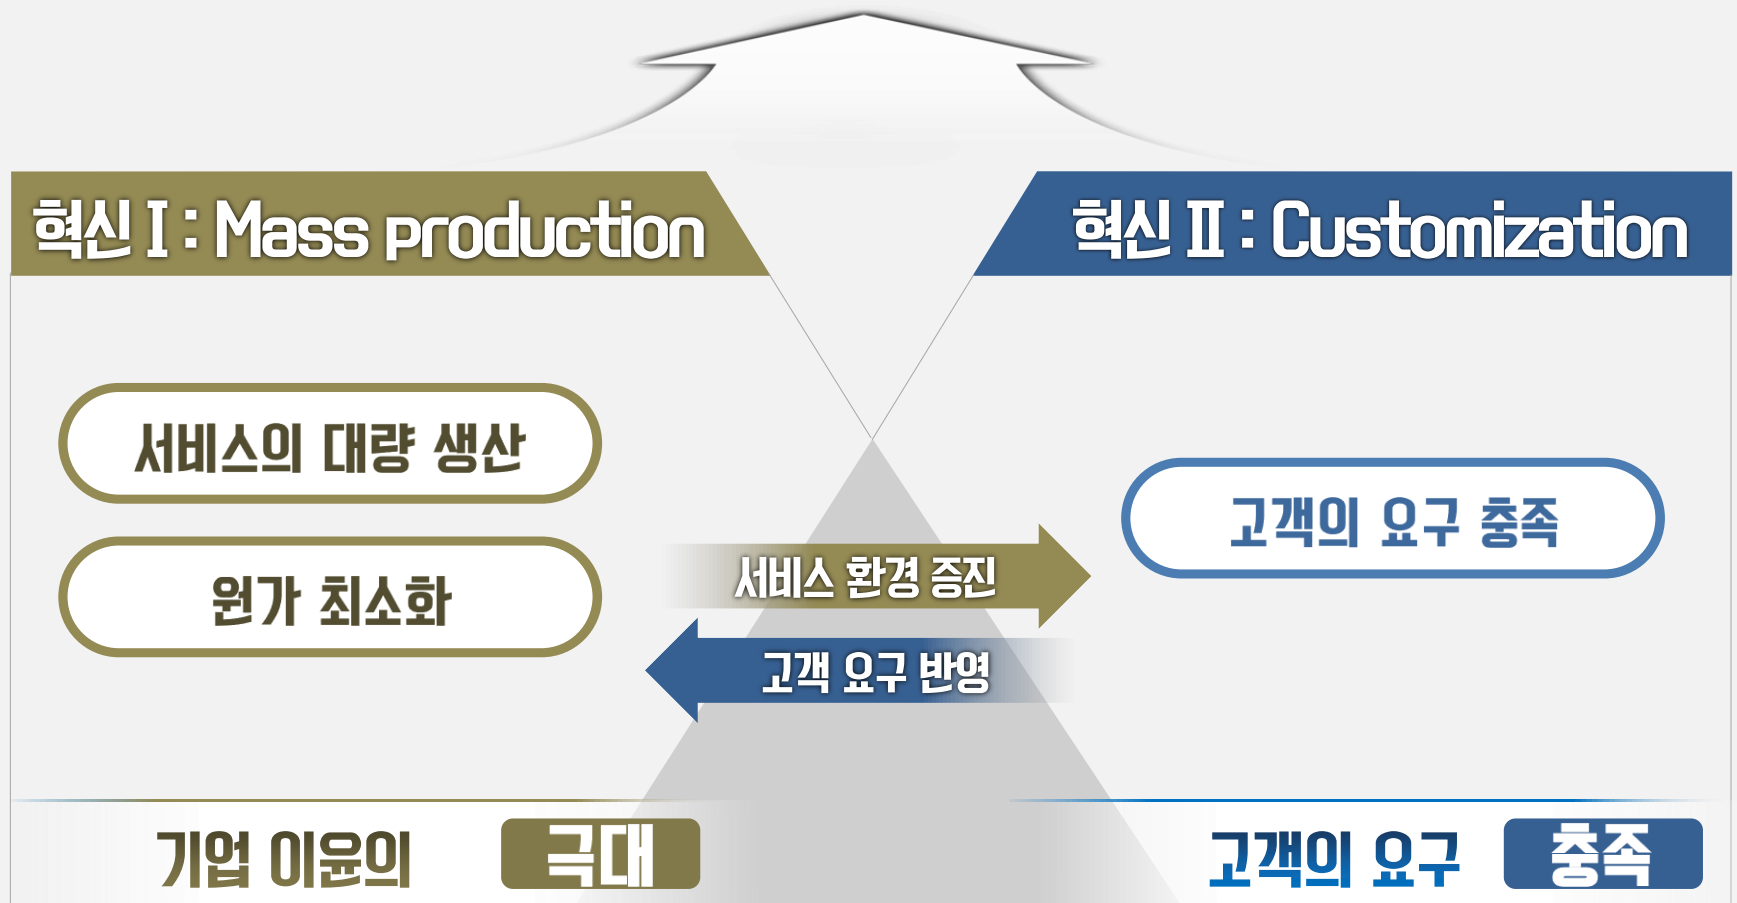 혁신 I : Mass production
혁신 II : Customization
서비스의 대량 생산
원가 최소화
고객의 요구 충족
서비스 환경 증진
고객 요구 반영
기업 이윤의 극대
고객의 요구 충족